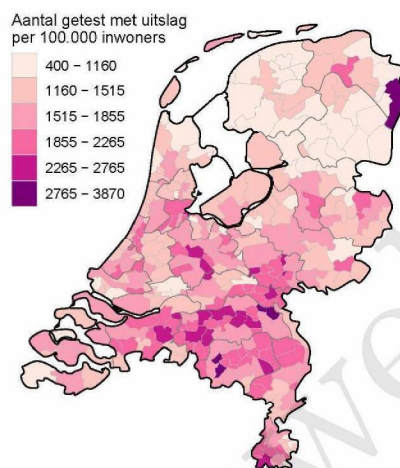 Aantal getest met uitslag
per 100.000 inwoners
400 – 1160
1160 – 1515
1515 – 1855
1855 – 2265
2265 – 2765
2765 – 3870